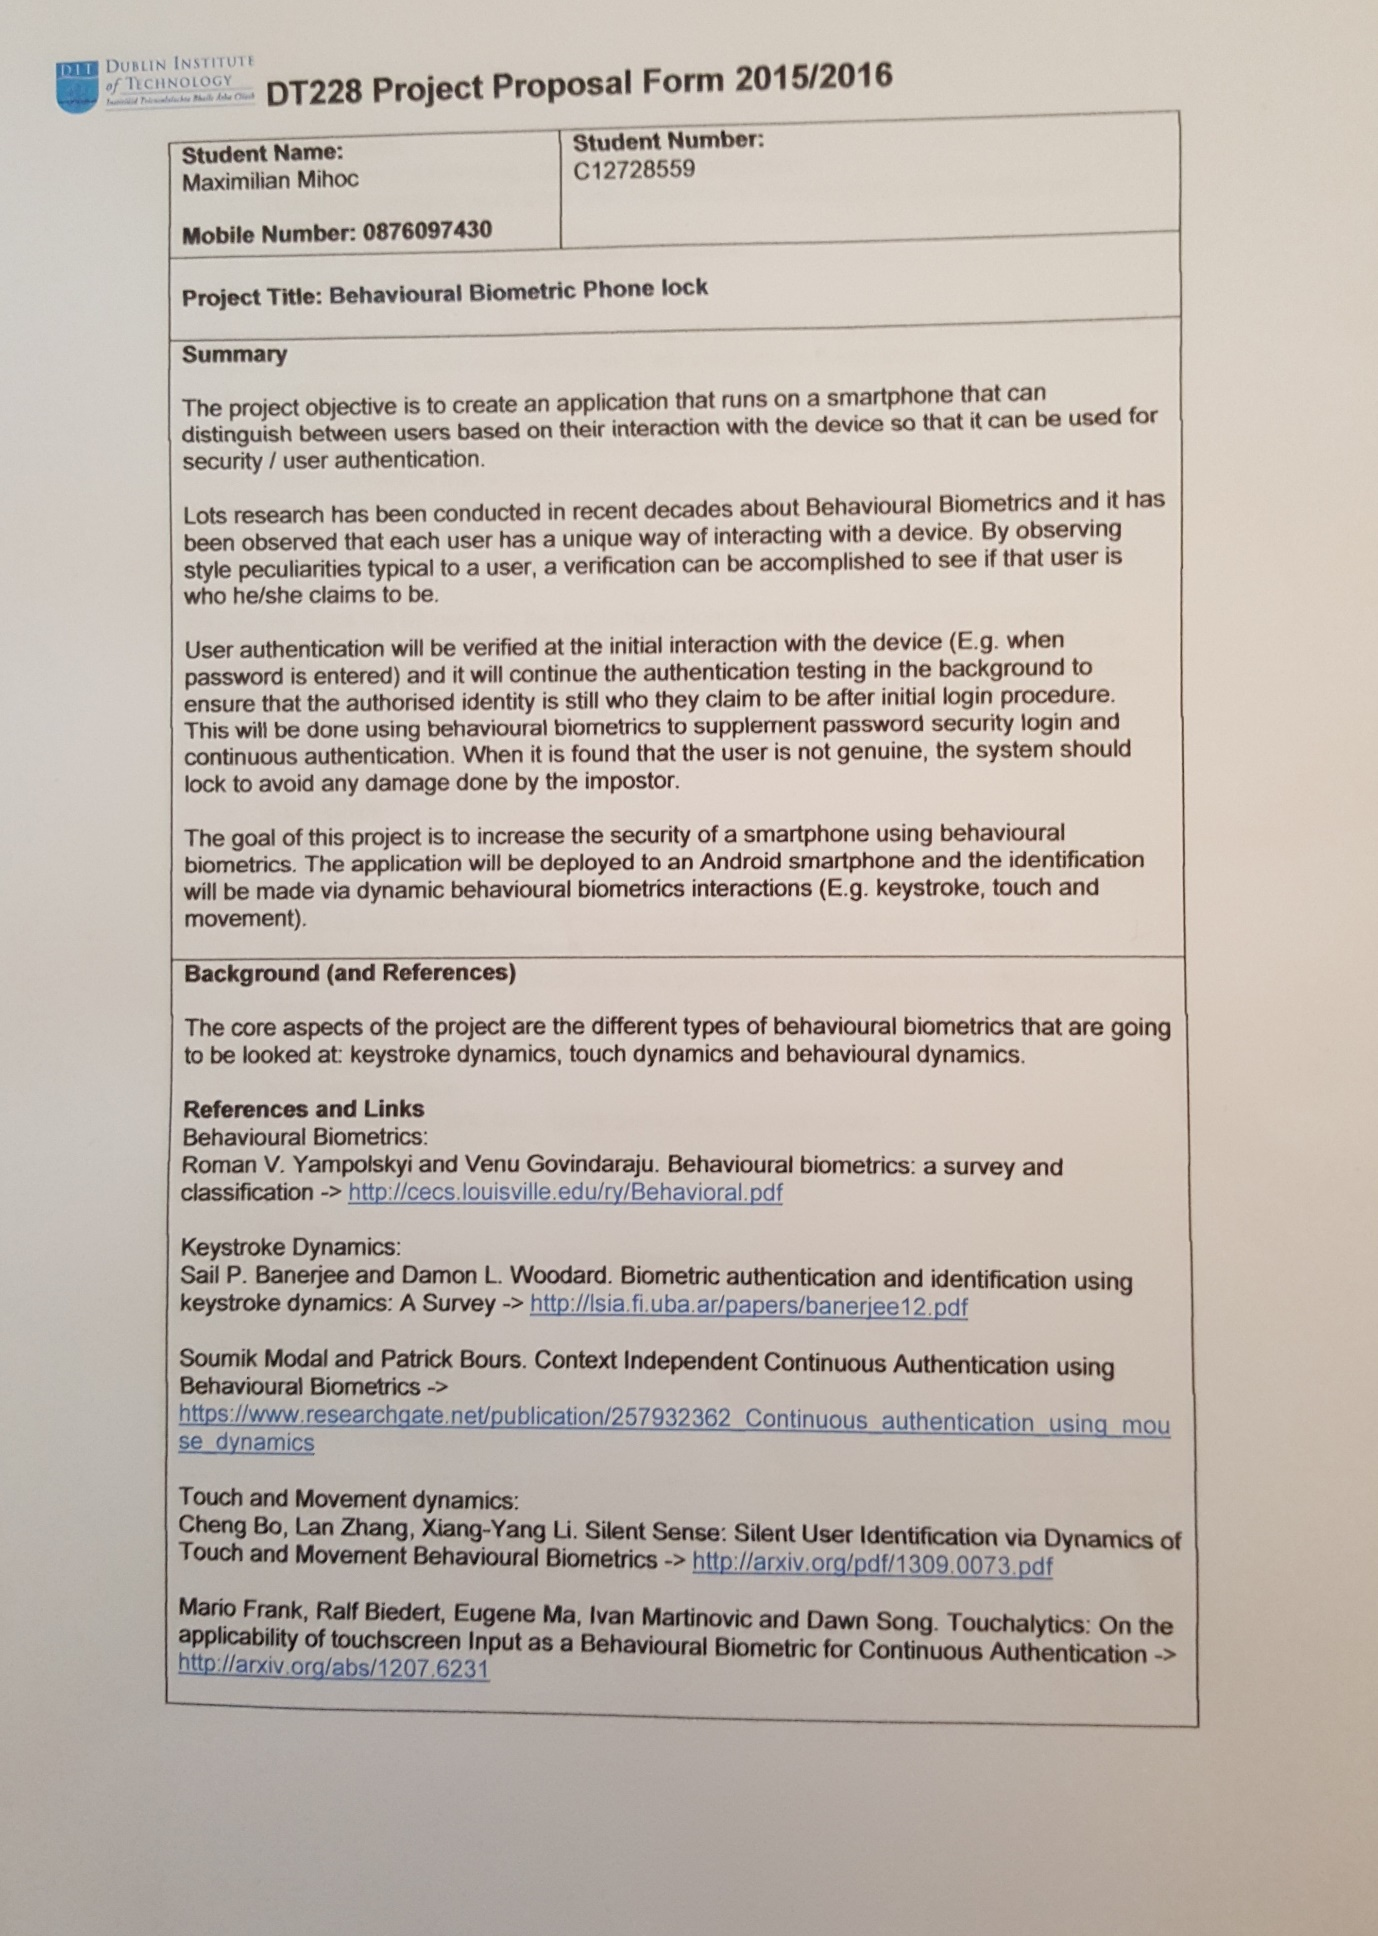 DIT
DUBLIN INSTITUTE
of TECHNOLOGY
DT228 Project Proposal Form 2015/2016
Student Name:
Maximilian Mihoc
Mobile Number: 0876097430
Student Number:
C12728559
Project Title: Behavioural Biometric Phone lock
Summary
The project objective is to create an application that runs on a smartphone that can
distinguish between users based on their interaction with the device so that it can be used for
security / user authentication.
Lots research has been conducted in recent decades about Behavioural Biometrics and it has
been observed that each user has a unique way of interacting with a device. By observing
style peculiarities typical to a user, a verification can be accomplished to see if that user is
who he/she claims to be.
User authentication will be verified at the initial interaction with the device (E.g. when
password is entered) and it will continue the authentication testing in the background to
ensure that the authorised identity is still who they claim to be after initial login procedure.
This will be done using behavioural biometrics to supplement password security login and
continuous authentication. When it is found that the user is not genuine, the system should
lock to avoid any damage done by the impostor.
The goal of this project is to increase the security of a smartphone using behavioural
biometrics. The application will be deployed to an Android smartphone and the identification
will be made via dynamic behavioural biometrics interactions (E.g. keystroke, touch and
movement).
Background (and References)
The core aspects of the project are the different types of behavioural biometrics that are going
to be looked at: keystroke dynamics, touch dynamics and behavioural dynamics.
References and Links
Behavioural Biometrics:
Roman V. Yampolskyi and Venu Govindaraju. Behavioural biometrics: a survey and
classification -> http://cecs.louisville.edu/ry/Behavioral.pdf
Keystroke Dynamics:
Sail P. Banerjee and Damon L. Woodard. Biometric authentication and identification using
keystroke dynamics: A Survey -> http://lsia.fi.uba.ar/papers/banerjee12.pdf
Soumik Modal and Patrick Bours. Context Independent Continuous Authentication using
Behavioural Biometrics ->
https://www.researchgate.net/publication/257932362_Continuous_authentication_using_mou
se_dynamics
Touch and Movement dynamics:
Cheng Bo, Lan Zhang, Xiang-Yang Li. Silent Sense: Silent User Identification via Dynamics of
Touch and Movement Behavioural Biometrics -> http://arxiv.org/pdf/1309.0073.pdf
Mario Frank, Ralf Biedert, Eugene Ma, Ivan Martinovic and Dawn Song. Touchalytics: On the
applicability of touchscreen Input as a Behavioural Biometric for Continuous Authentication ->
http://arxiv.org/abs/1207.6231